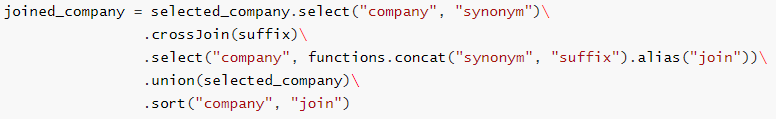 joined_company = selected_company.select("company", "synonym")\
.crossJoin(suffix)\
.select("company", functions.concat("synonym", "suffix").alias("join"))\
.union(selected_company)\
.sort("company", "join")